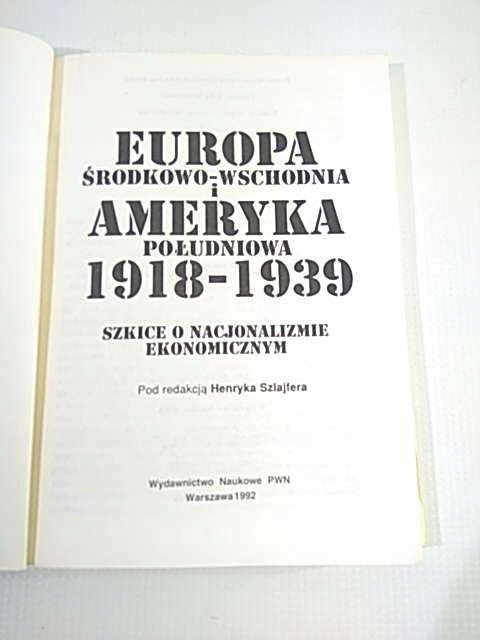 EUROPA
ŚRODKOWO-WSCHODNIA
i
AMERYKA
POŁUDNIOWA
1918-1939
SZKICE O NACJONALIZMIE
EKONOMICZNYM
Pod redakcją Henryka Szlajfera
Wydawnictwo Naukowe PWN
Warszawa 1992